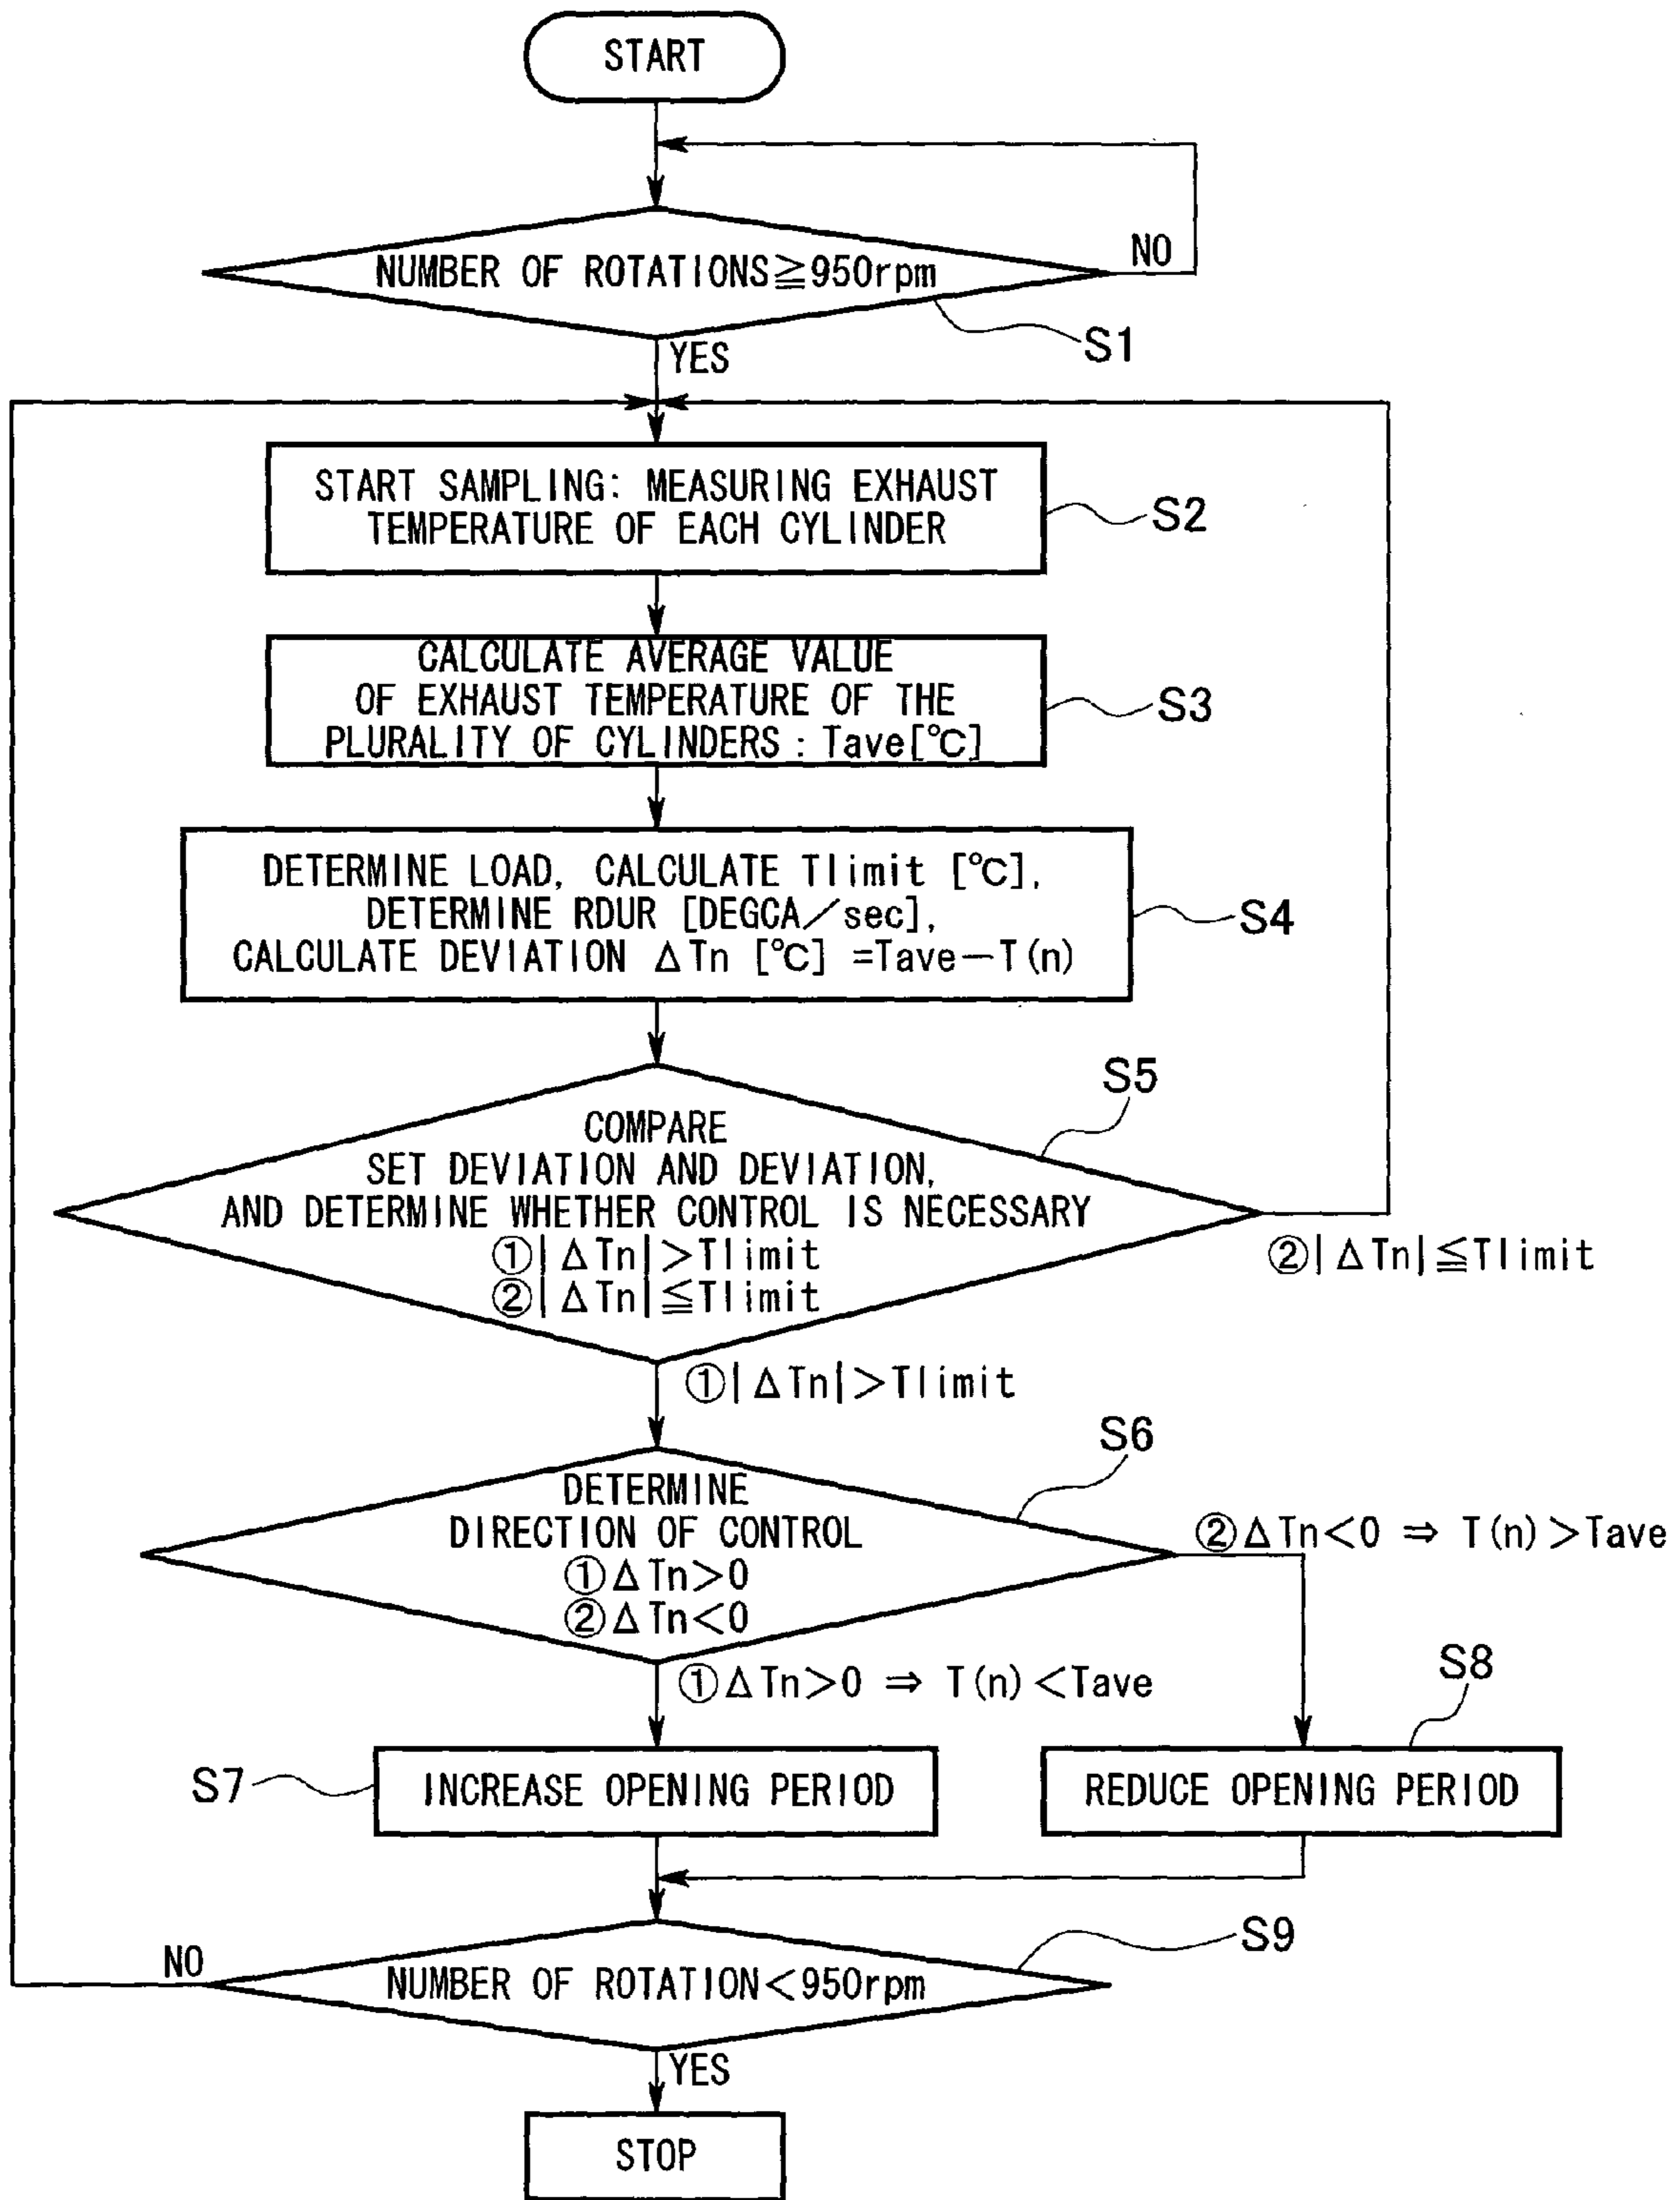 START
NO
NUMBER OF ROTATIONS≧950rpm
S1
YES
START SAMPLING: MEASURING EXHAUST
TEMPERATURE OF EACH CYLINDER
S2
CALCULATE AVERAGE VALUE
OF EXHAUST TEMPERATURE OF THE
PLURALITY OF CYLINDERS : Tave[℃]
S3
DETERMINE LOAD, CALCULATE Tlimit [℃],
DETERMINE RDUR [DEGCA/sec],
CALCULATE DEVIATION ΔTn [℃] =Tave－T(n)
S4
S5
COMPARE
SET DEVIATION AND DEVIATION,
AND DETERMINE WHETHER CONTROL IS NECESSARY
①|ΔTn|>Tlimit
②|ΔTn|≦Tlimit
②|ΔTn|≦Tlimit
①|ΔTn|>Tlimit
S6
DETERMINE
DIRECTION OF CONTROL
①ΔTn>0
②ΔTn<0
②ΔTn<0 ⇒ T(n)>Tave
①ΔTn>0 ⇒ T(n)<Tave
S8
S7
INCREASE OPENING PERIOD
REDUCE OPENING PERIOD
S9
NO
NUMBER OF ROTATION<950rpm
YES
STOP